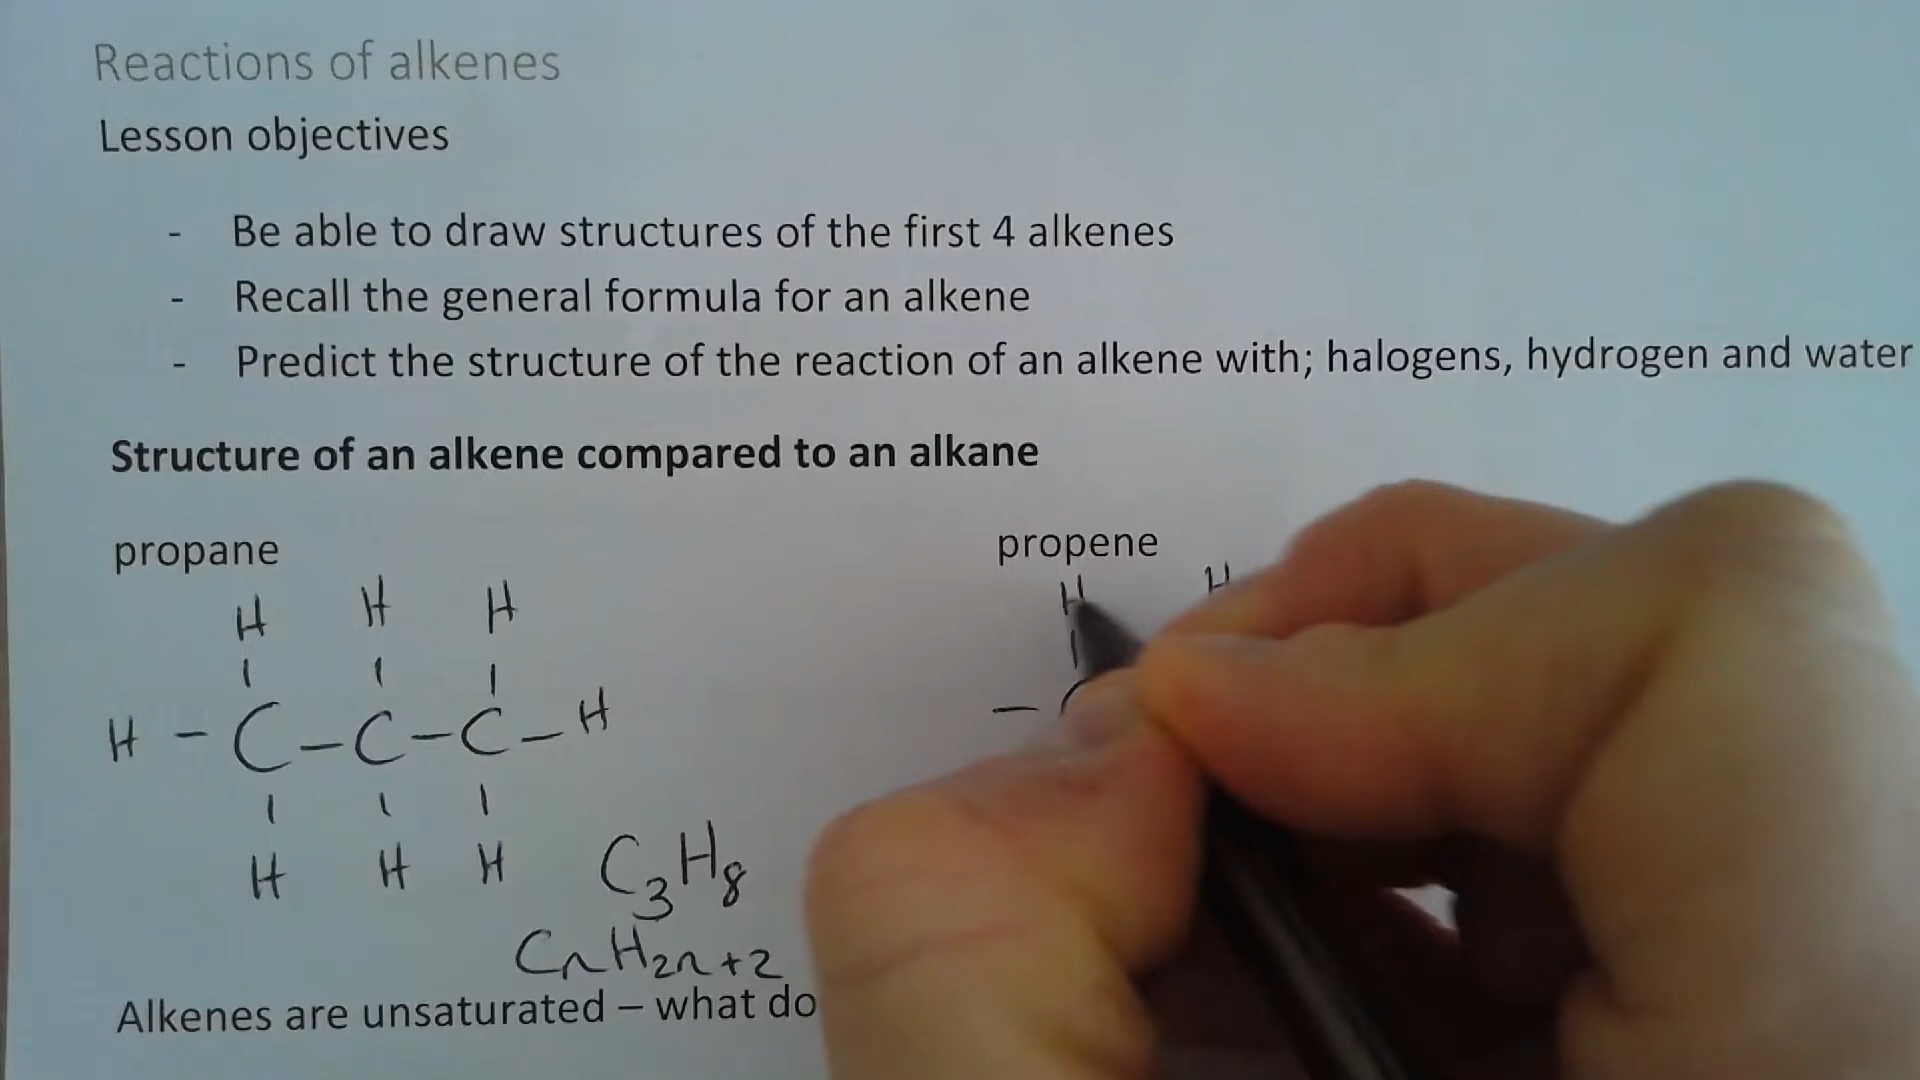 Reactions of alkenes
Lesson objectives
- Be able to draw structures of the first 4 alkenes
- Recall the general formula for an alkene
- Predict the structure of the reaction of an alkene with; halogens, hydrogen and water
Structure of an alkene compared to an alkane
propane propene
H H H H H
H - C - C - C - H - C
H H H C3H8
CnH2n+2
Alkenes are unsaturated – what do